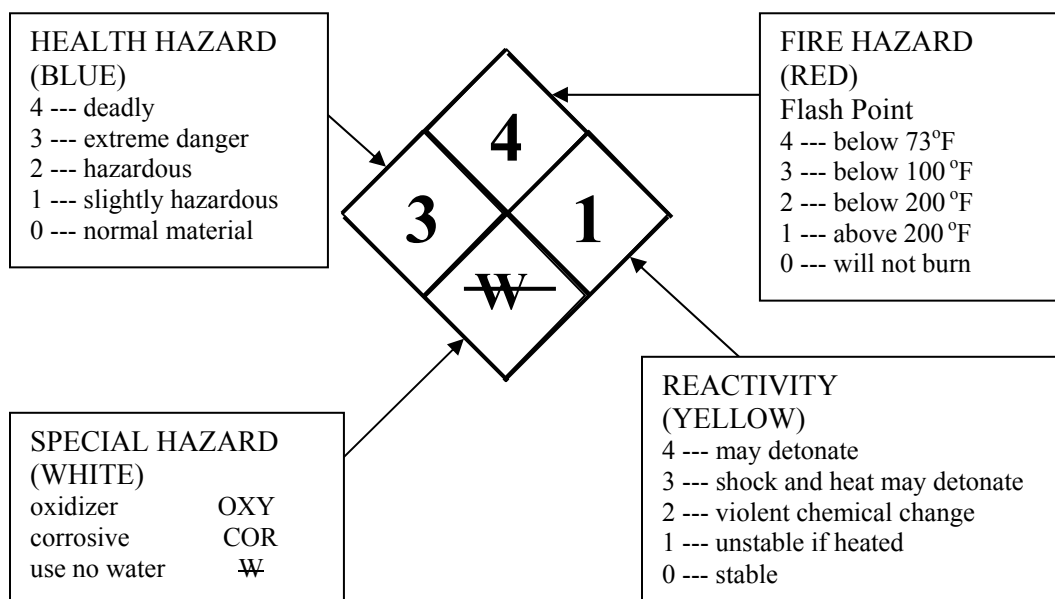 HEALTH HAZARD
(BLUE)
4 --- deadly
3 --- extreme danger
2 --- hazardous
1 --- slightly hazardous
0 --- normal material
FIRE HAZARD
(RED)
Flash Point
4 --- below 73°F
3 --- below 100 °F
2 --- below 200 °F
1 --- above 200 °F
0 --- will not burn
4
3
1
W
SPECIAL HAZARD
(WHITE)
oxidizer OXY
corrosive COR
use no water W
REACTIVITY
(YELLOW)
4 --- may detonate
3 --- shock and heat may detonate
2 --- violent chemical change
1 --- unstable if heated
0 --- stable